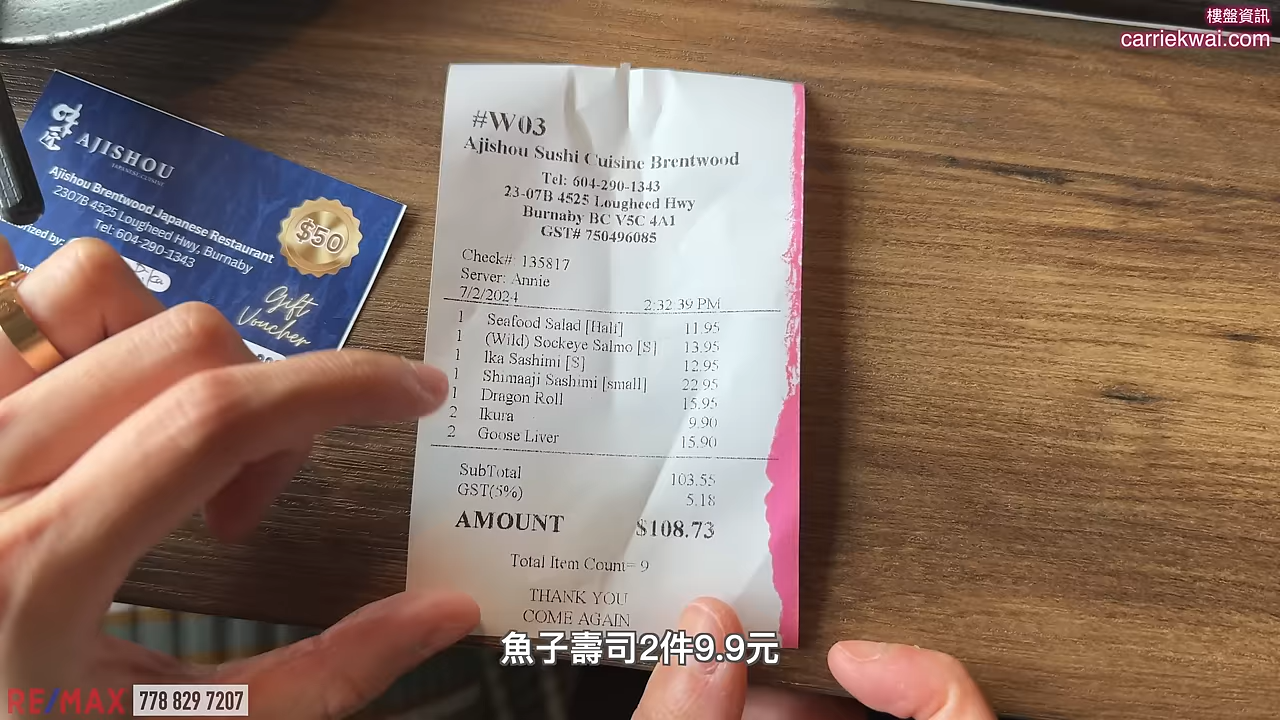 樓盤資訊
carriekwai.com
AJISHOU
JAPANESE CUISINE
Ajishou Brentwood Japanese Restaurant
2307B 4525 Lougheed Hwy, Burnaby
Tel: 604-290-1343
$50
Gift
Voucher
#W03
Ajishou Sushi Cuisine Brentwood
Tel: 604-290-1343
23-07B 4525 Lougheed Hwy
Burnaby BC V5C 4A1
GST# 750496085
Check# 135817
Server: Annie
7/2/2024 2:32:39 PM
1 Seafood Salad [Half] 11.95
1 (Wild) Sockeye Salmo [S] 13.95
1 Ika Sashimi [S] 12.95
1 Shimaaji Sashimi [small] 22.95
1 Dragon Roll 15.95
2 Ikura 9.90
2 Goose Liver 15.90
SubTotal 103.55
GST(5%) 5.18
AMOUNT $108.73
Total Item Count= 9
THANK YOU
COME AGAIN
魚子壽司2件9.9元
RE/MAX 778 829 7207